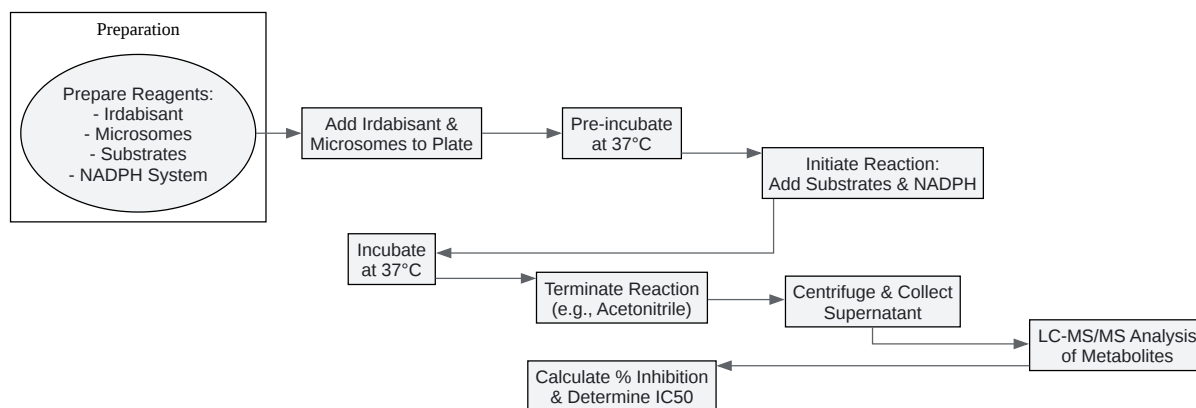 Preparation
Prepare Reagents:
- Irdabisant
- Microsomes
- Substrates
- NADPH System
Add Irdabisant &
Microsomes to Plate
Pre-incubate
at 37°C
Initiate Reaction:
Add Substrates & NADPH
Incubate
at 37°C
Terminate Reaction
(e.g., Acetonitrile)
Centrifuge & Collect
Supernatant
LC-MS/MS Analysis
of Metabolites
Calculate % Inhibition
& Determine IC50